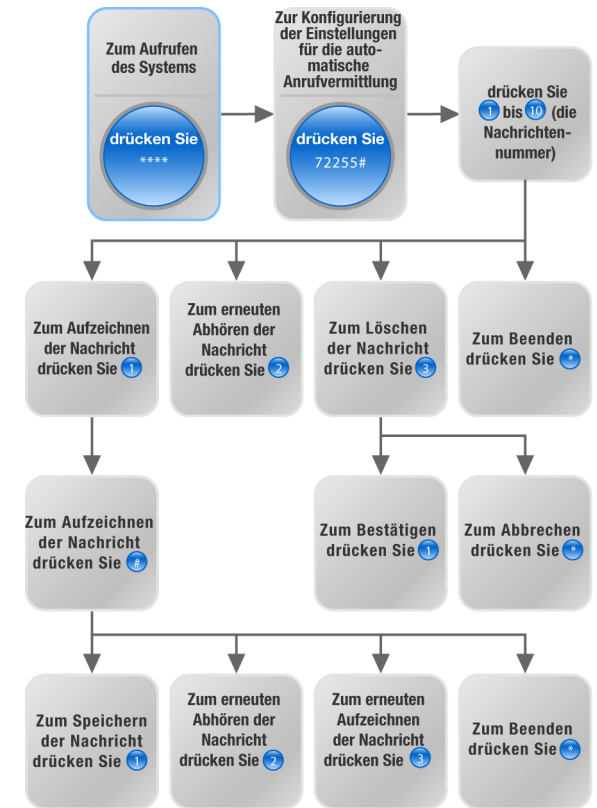 Zum Aufrufen
des Systems
drücken Sie
****
Zur Konfigurierung
der Einstellungen
für die auto-
matische
Anrufvermittlung
drücken Sie
72255#
drücken Sie
1 bis 10 (die
Nachrichten-
nummer)
Zum Aufzeichnen
der Nachricht
drücken Sie 1
Zum erneuten
Abhören der
Nachricht
drücken Sie 2
Zum Löschen
der Nachricht
drücken Sie 3
Zum Beenden
drücken Sie *
Zum Aufzeichnen
der Nachricht
drücken Sie #
Zum Bestätigen
drücken Sie 1
Zum Abbrechen
drücken Sie *
Zum Speichern
der Nachricht
drücken Sie 1
Zum erneuten
Abhören der
Nachricht
drücken Sie 2
Zum erneuten
Aufzeichnen
der Nachricht
drücken Sie 3
Zum Beenden
drücken Sie *